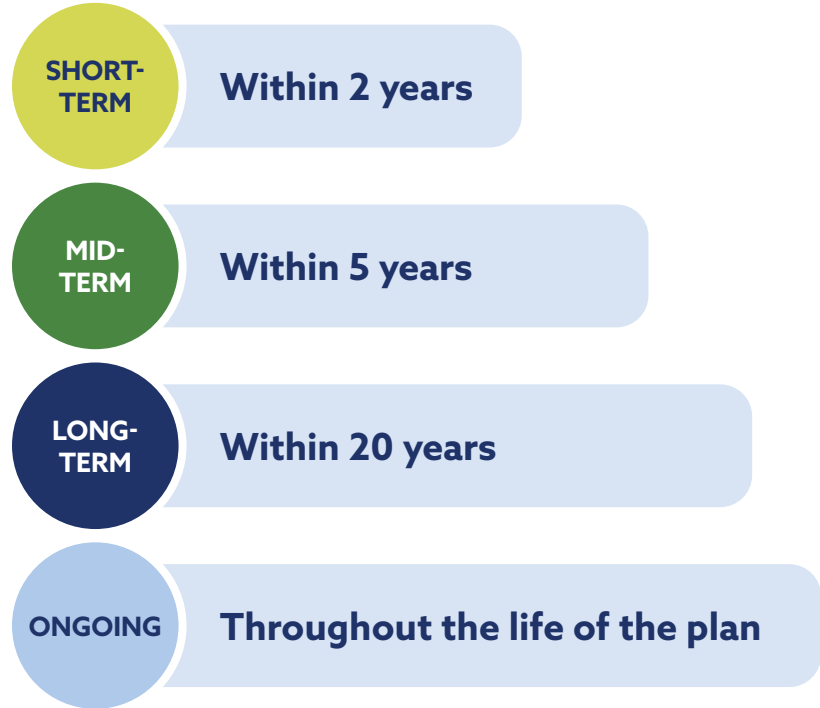 SHORT-
TERM
Within 2 years
MID-
TERM
Within 5 years
LONG-
TERM
Within 20 years
ONGOING
Throughout the life of the plan